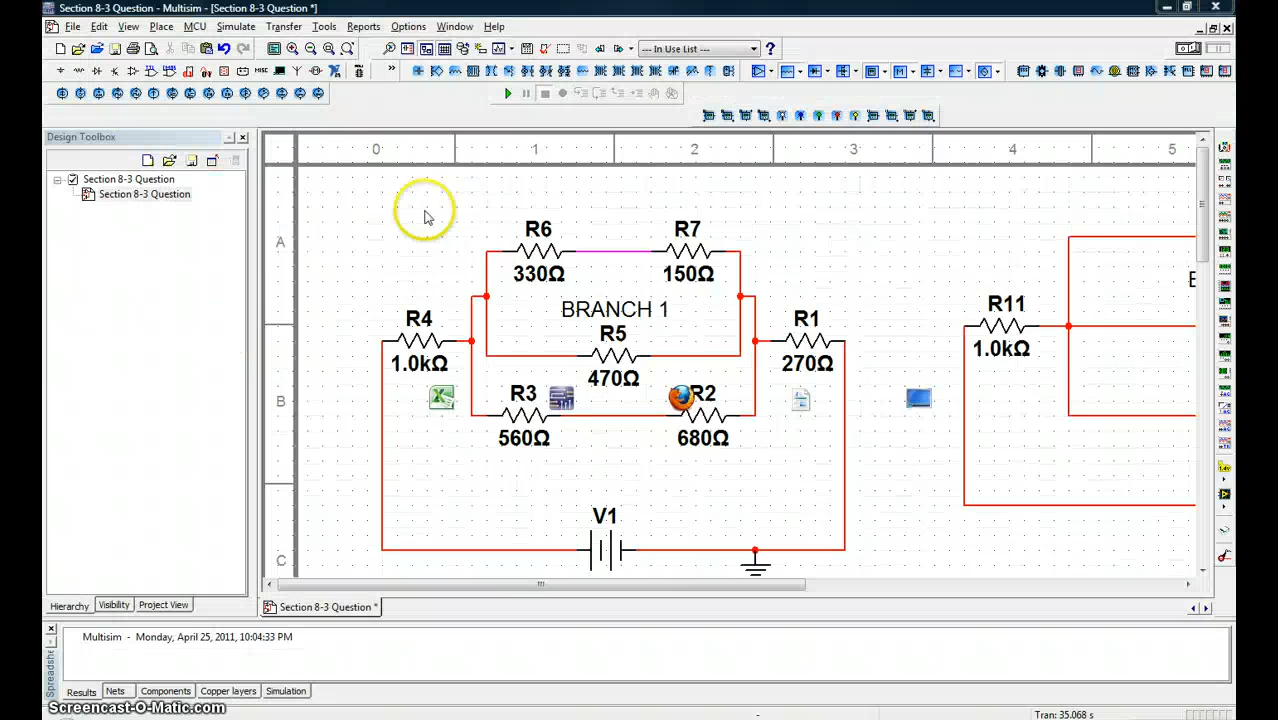 Section 8-3 Question - Multisim - [Section 8-3 Question *]
File Edit View Place MCU Simulate Transfer Tools Reports Options Window Help
--- In Use List ---
Design Toolbox
Section 8-3 Question
Section 8-3 Question
0 1 2 3 4 5
A
B
C
R6
330Ω
R7
150Ω
BRANCH 1
R4
1.0kΩ
R5
470Ω
R1
270Ω
R3
560Ω
R2
680Ω
V1
R11
1.0kΩ
Hierarchy Visibility Project View
Section 8-3 Question *
Multisim - Monday, April 25, 2011, 10:04:33 PM
Results Nets Components Copper layers Simulation
Screencast-O-Matic.com
Tran: 35.068 s